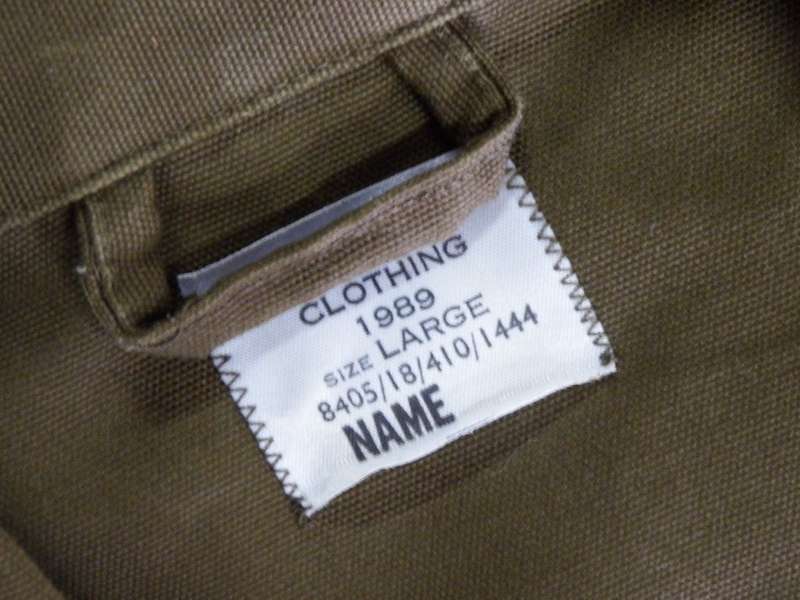 CLOTHING
1989
SIZE LARGE
8405/18/410/1444
NAME